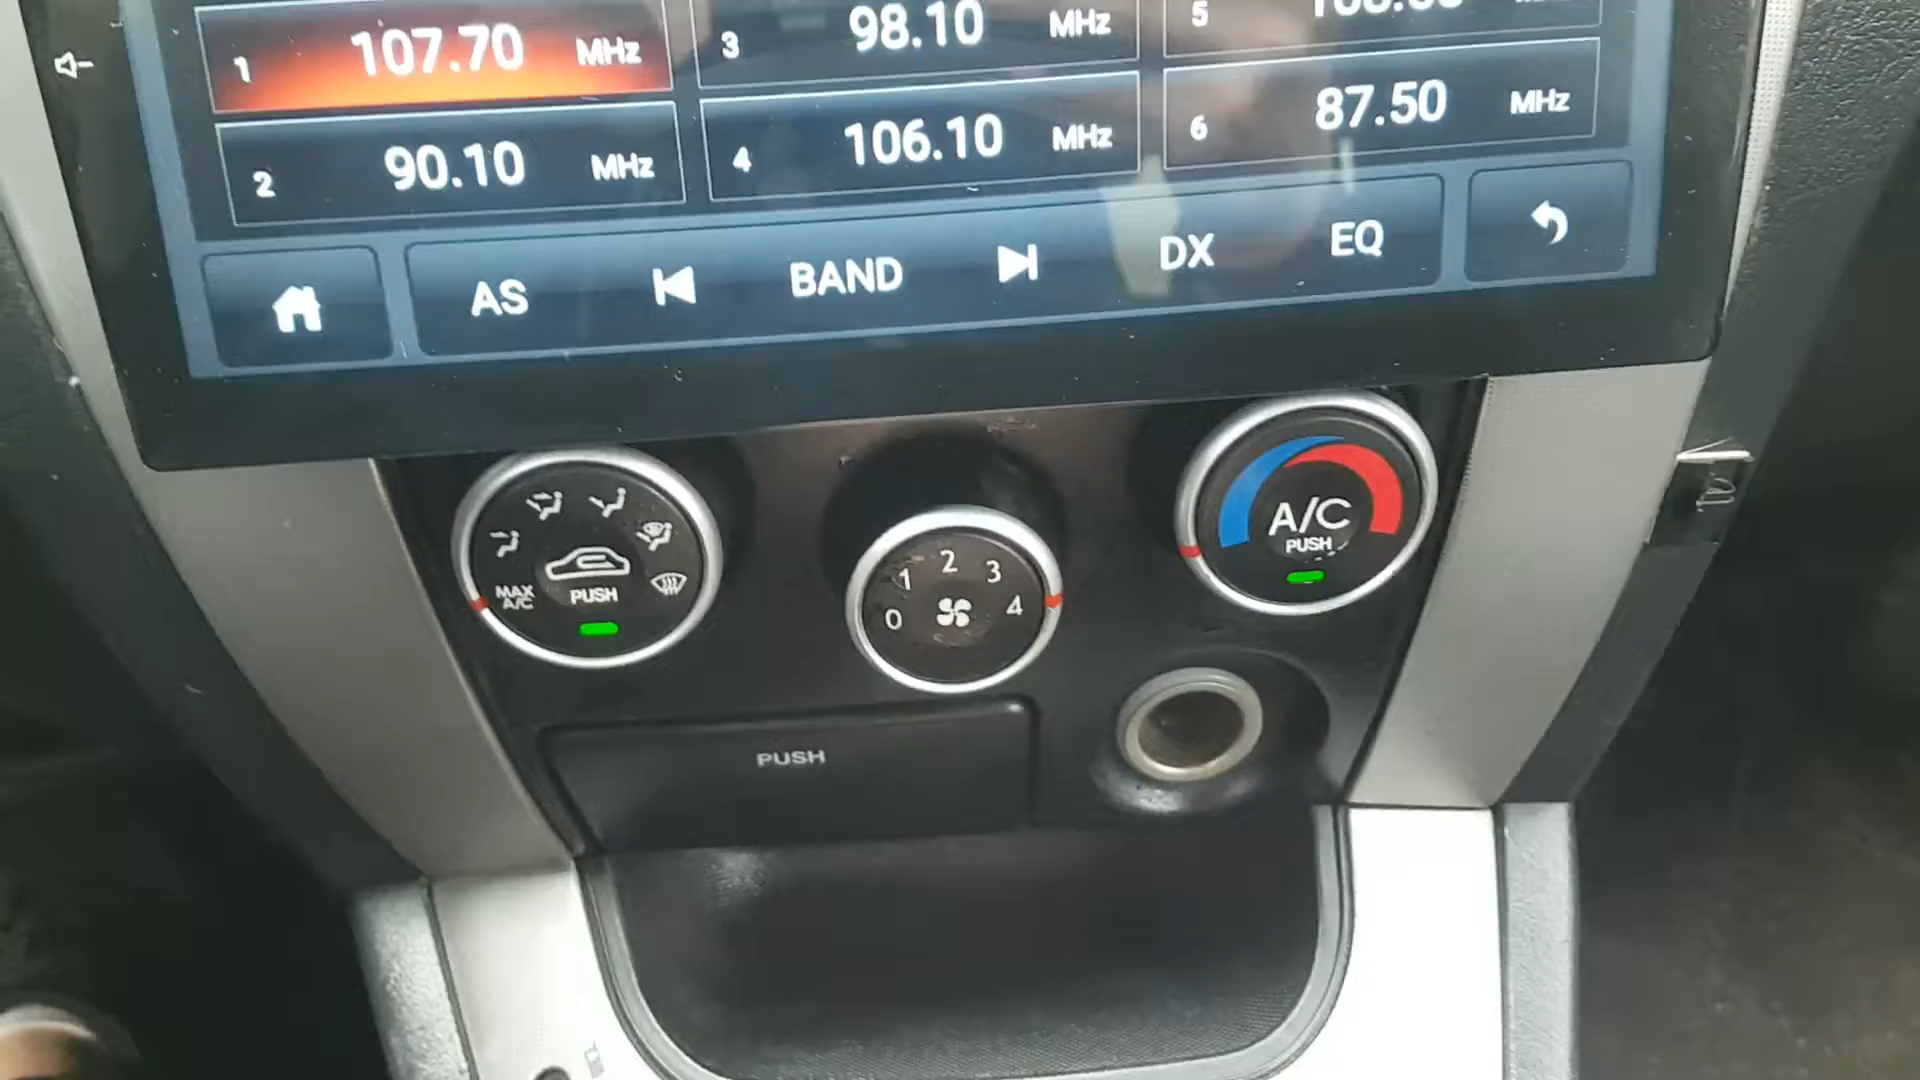 1 107.70 MHz
3 98.10 MHz
5
2 90.10 MHz
4 106.10 MHz
6 87.50 MHz
AS BAND DX EQ
MAX A/C
PUSH
0 1 2 3 4
A/C
PUSH
PUSH